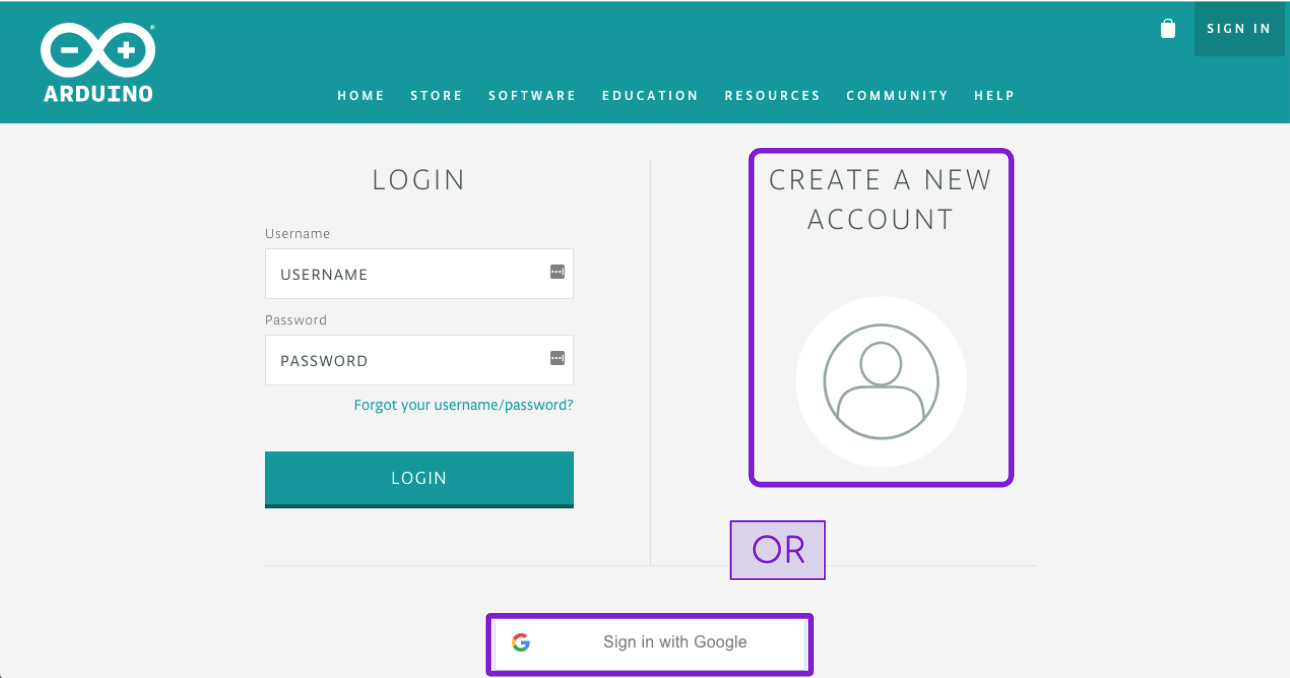 ARDUINO
SIGN IN
HOME STORE SOFTWARE EDUCATION RESOURCES COMMUNITY HELP
LOGIN
Username
USERNAME
Password
PASSWORD
Forgot your username/password?
LOGIN
CREATE A NEW
ACCOUNT
OR
Sign in with Google